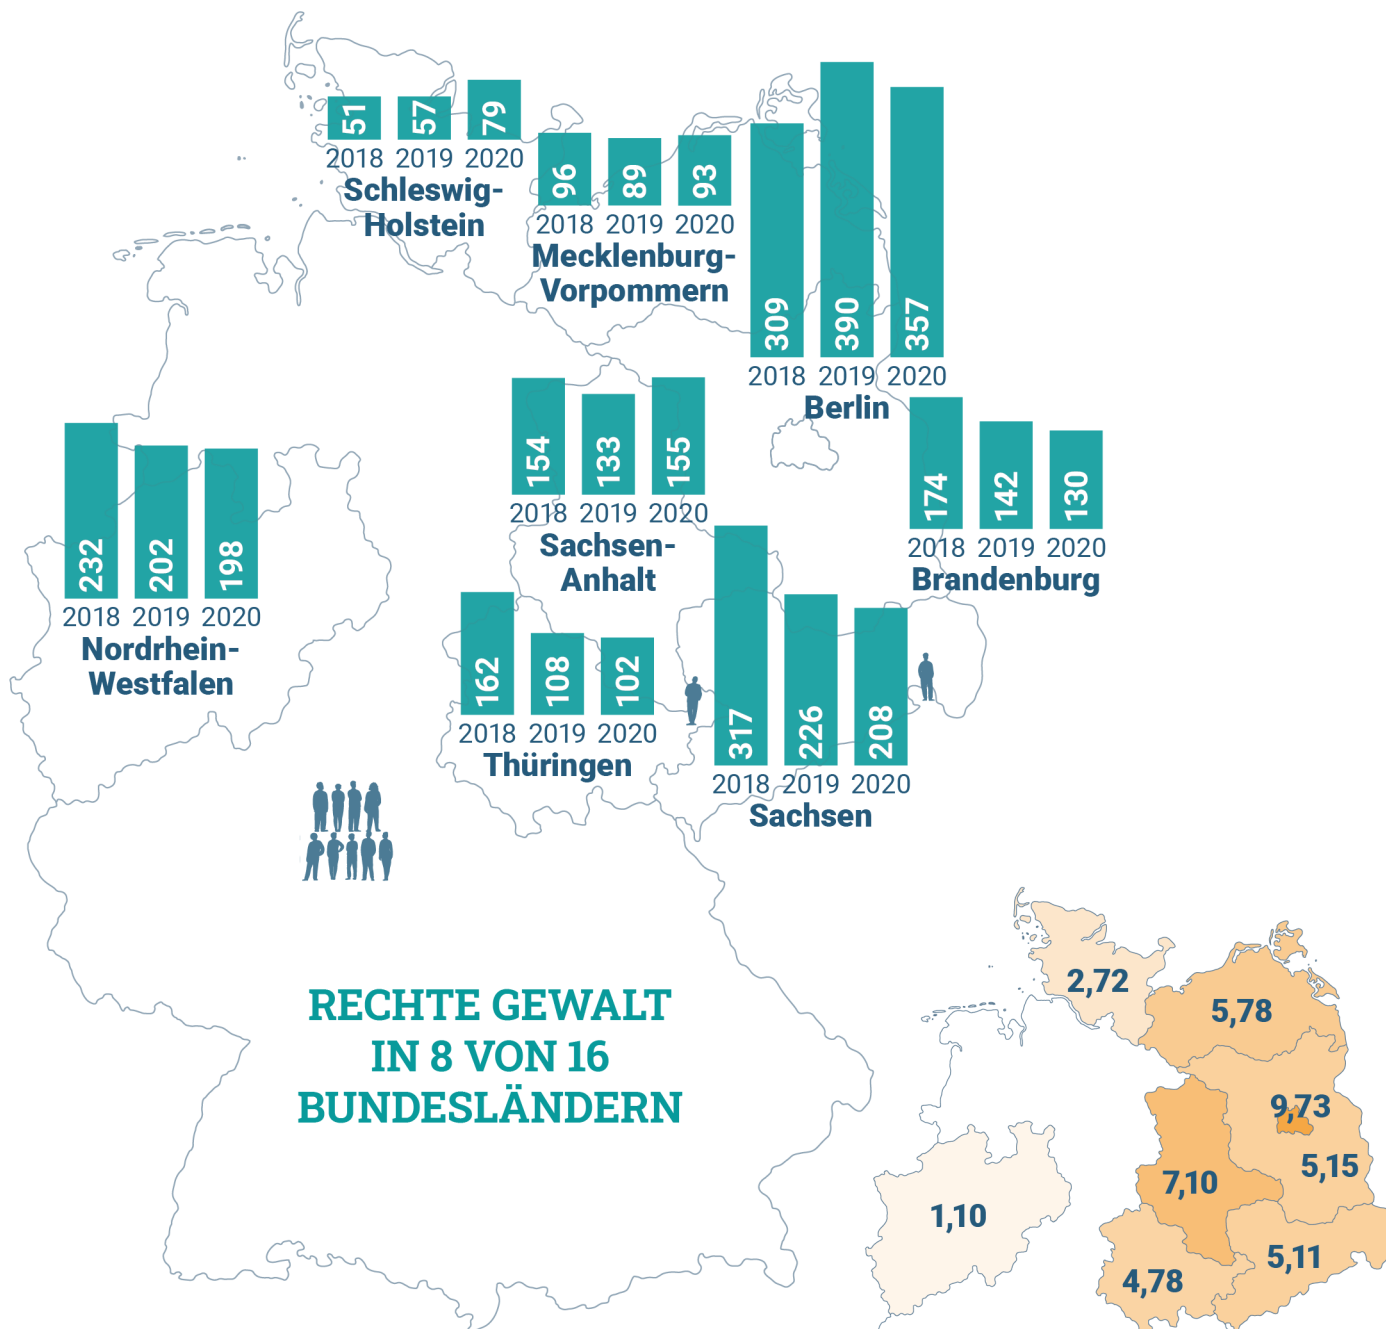 51 57 79
2018 2019 2020
Schleswig-
Holstein
96 89 93
2018 2019 2020
Mecklenburg-
Vorpommern
309 390 357
2018 2019 2020
Berlin
174 142 130
2018 2019 2020
Brandenburg
154 133 155
2018 2019 2020
Sachsen-
Anhalt
232 202 198
2018 2019 2020
Nordrhein-
Westfalen
162 108 102
2018 2019 2020
Thüringen
317 226 208
2018 2019 2020
Sachsen
RECHTE GEWALT
IN 8 VON 16
BUNDESLÄNDERN
2,72
5,78
9,73
5,15
7,10
1,10
5,11
4,78